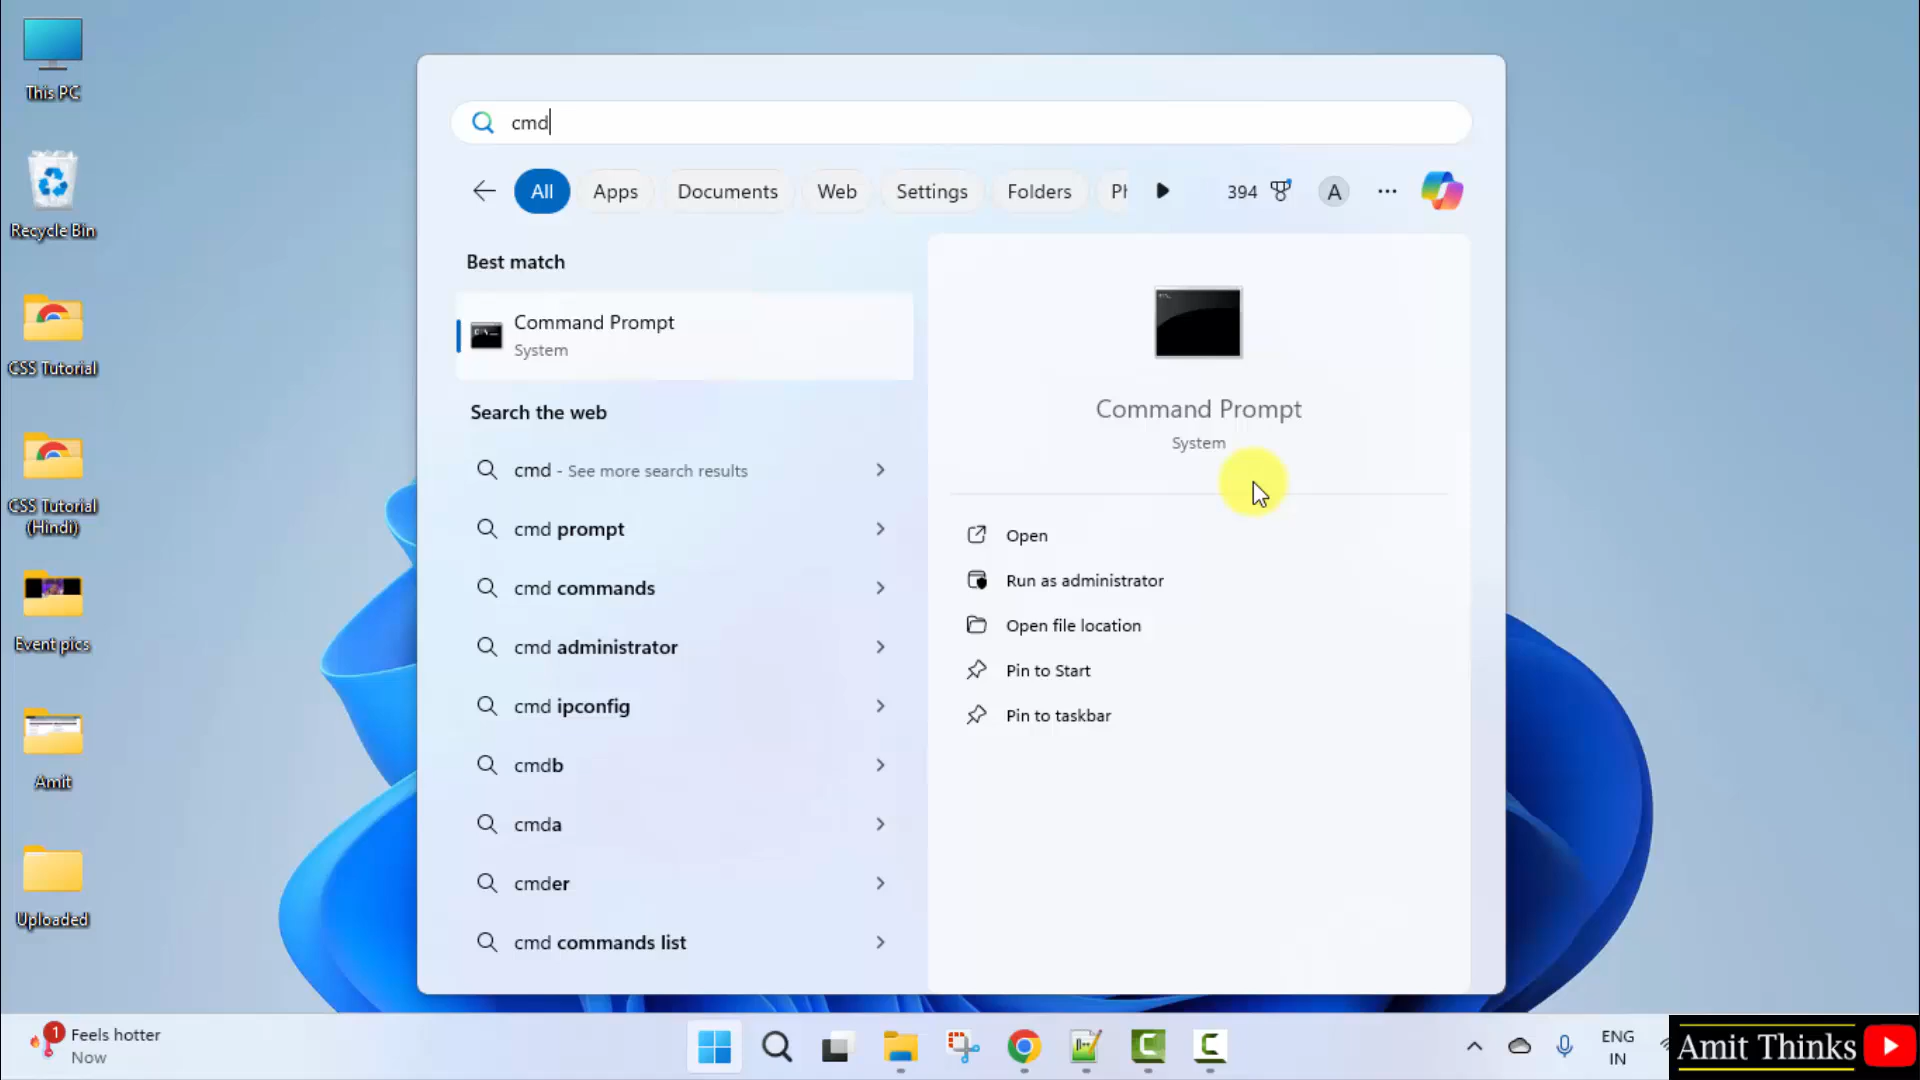 This PC
Recycle Bin
CSS Tutorial
CSS Tutorial
(Hindi)
Event pics
Amit
Uploaded
cmd
All
Apps
Documents
Web
Settings
Folders
Ph
394
A
Best match
Command Prompt
System
Search the web
cmd - See more search results
cmd prompt
cmd commands
cmd administrator
cmd ipconfig
cmdb
cmda
cmder
cmd commands list
Command Prompt
System
Open
Run as administrator
Open file location
Pin to Start
Pin to taskbar
1
Feels hotter
Now
ENG
IN
Amit Thinks